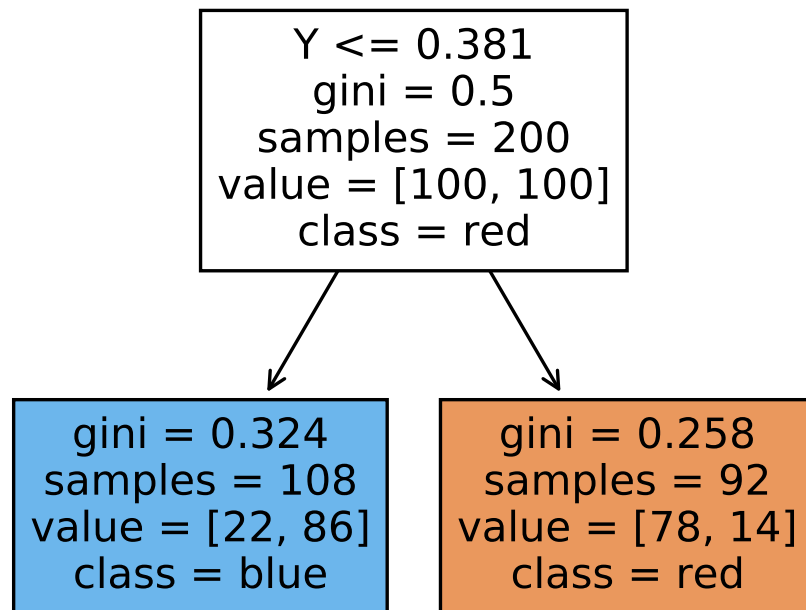 Y <= 0.381
gini = 0.5
samples = 200
value = [100, 100]
class = red
gini = 0.324
samples = 108
value = [22, 86]
class = blue
gini = 0.258
samples = 92
value = [78, 14]
class = red